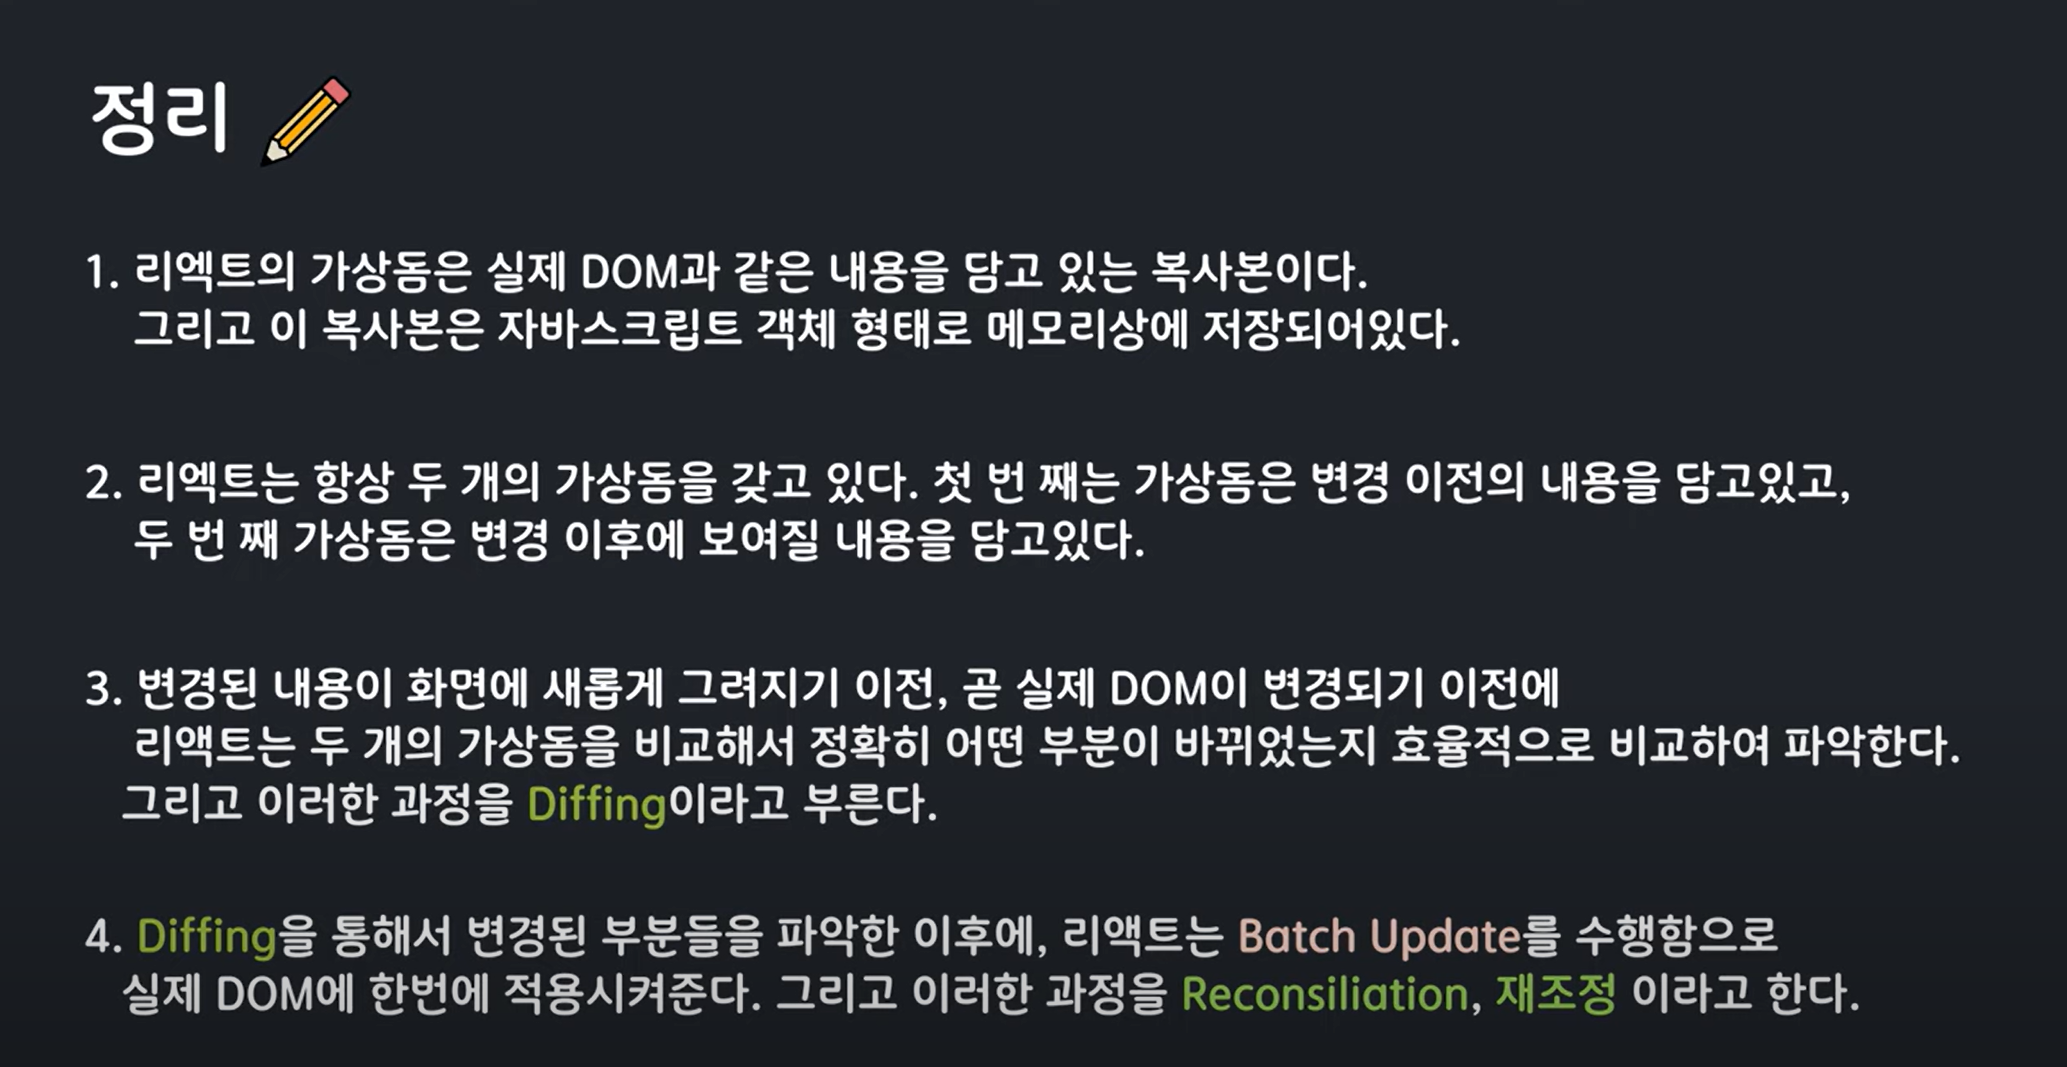 정리
1. 리엑트의 가상돔은 실제 DOM과 같은 내용을 담고 있는 복사본이다.
그리고 이 복사본은 자바스크립트 객체 형태로 메모리상에 저장되어있다.
2. 리엑트는 항상 두 개의 가상돔을 갖고 있다. 첫 번 째는 가상돔은 변경 이전의 내용을 담고있고,
두 번 째 가상돔은 변경 이후에 보여질 내용을 담고있다.
3. 변경된 내용이 화면에 새롭게 그려지기 이전, 곧 실제 DOM이 변경되기 이전에
리액트는 두 개의 가상돔을 비교해서 정확히 어떤 부분이 바뀌었는지 효율적으로 비교하여 파악한다.
그리고 이러한 과정을 Diffing이라고 부른다.
4. Diffing을 통해서 변경된 부분들을 파악한 이후에, 리액트는 Batch Update를 수행함으로
실제 DOM에 한번에 적용시켜준다. 그리고 이러한 과정을 Reconsiliation, 재조정 이라고 한다.